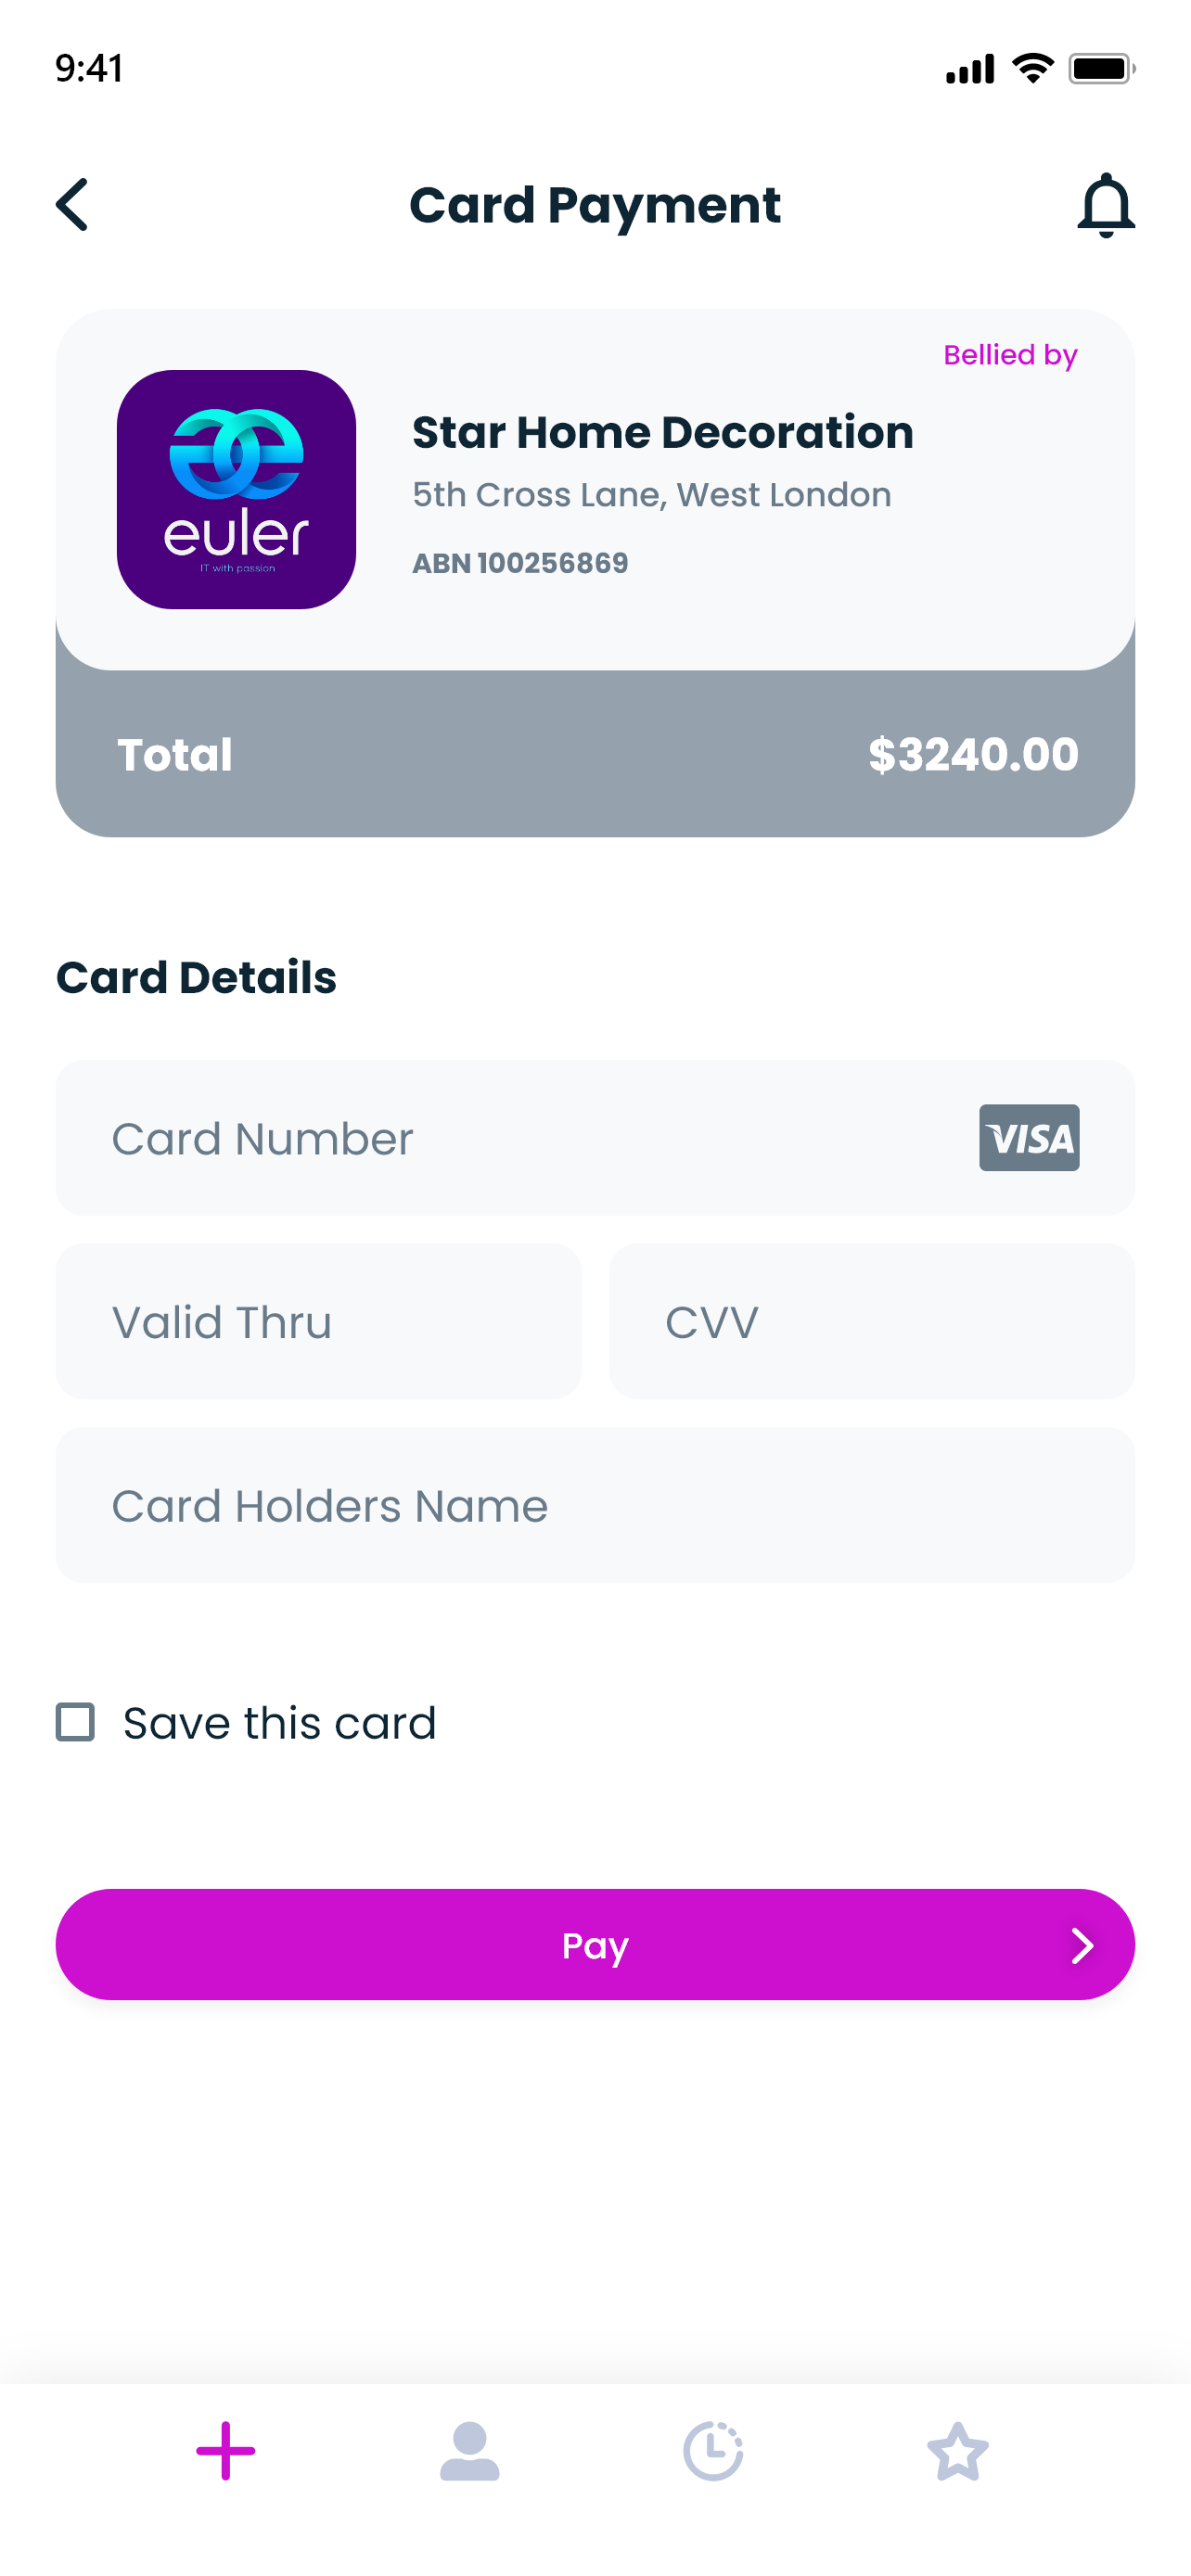 9:41
Card Payment
Bellied by
Star Home Decoration
5th Cross Lane, West London
ABN 100256869
euler
IT with passion
Total $3240.00
Card Details
Card Number VISA
Valid Thru CVV
Card Holders Name
Save this card
Pay